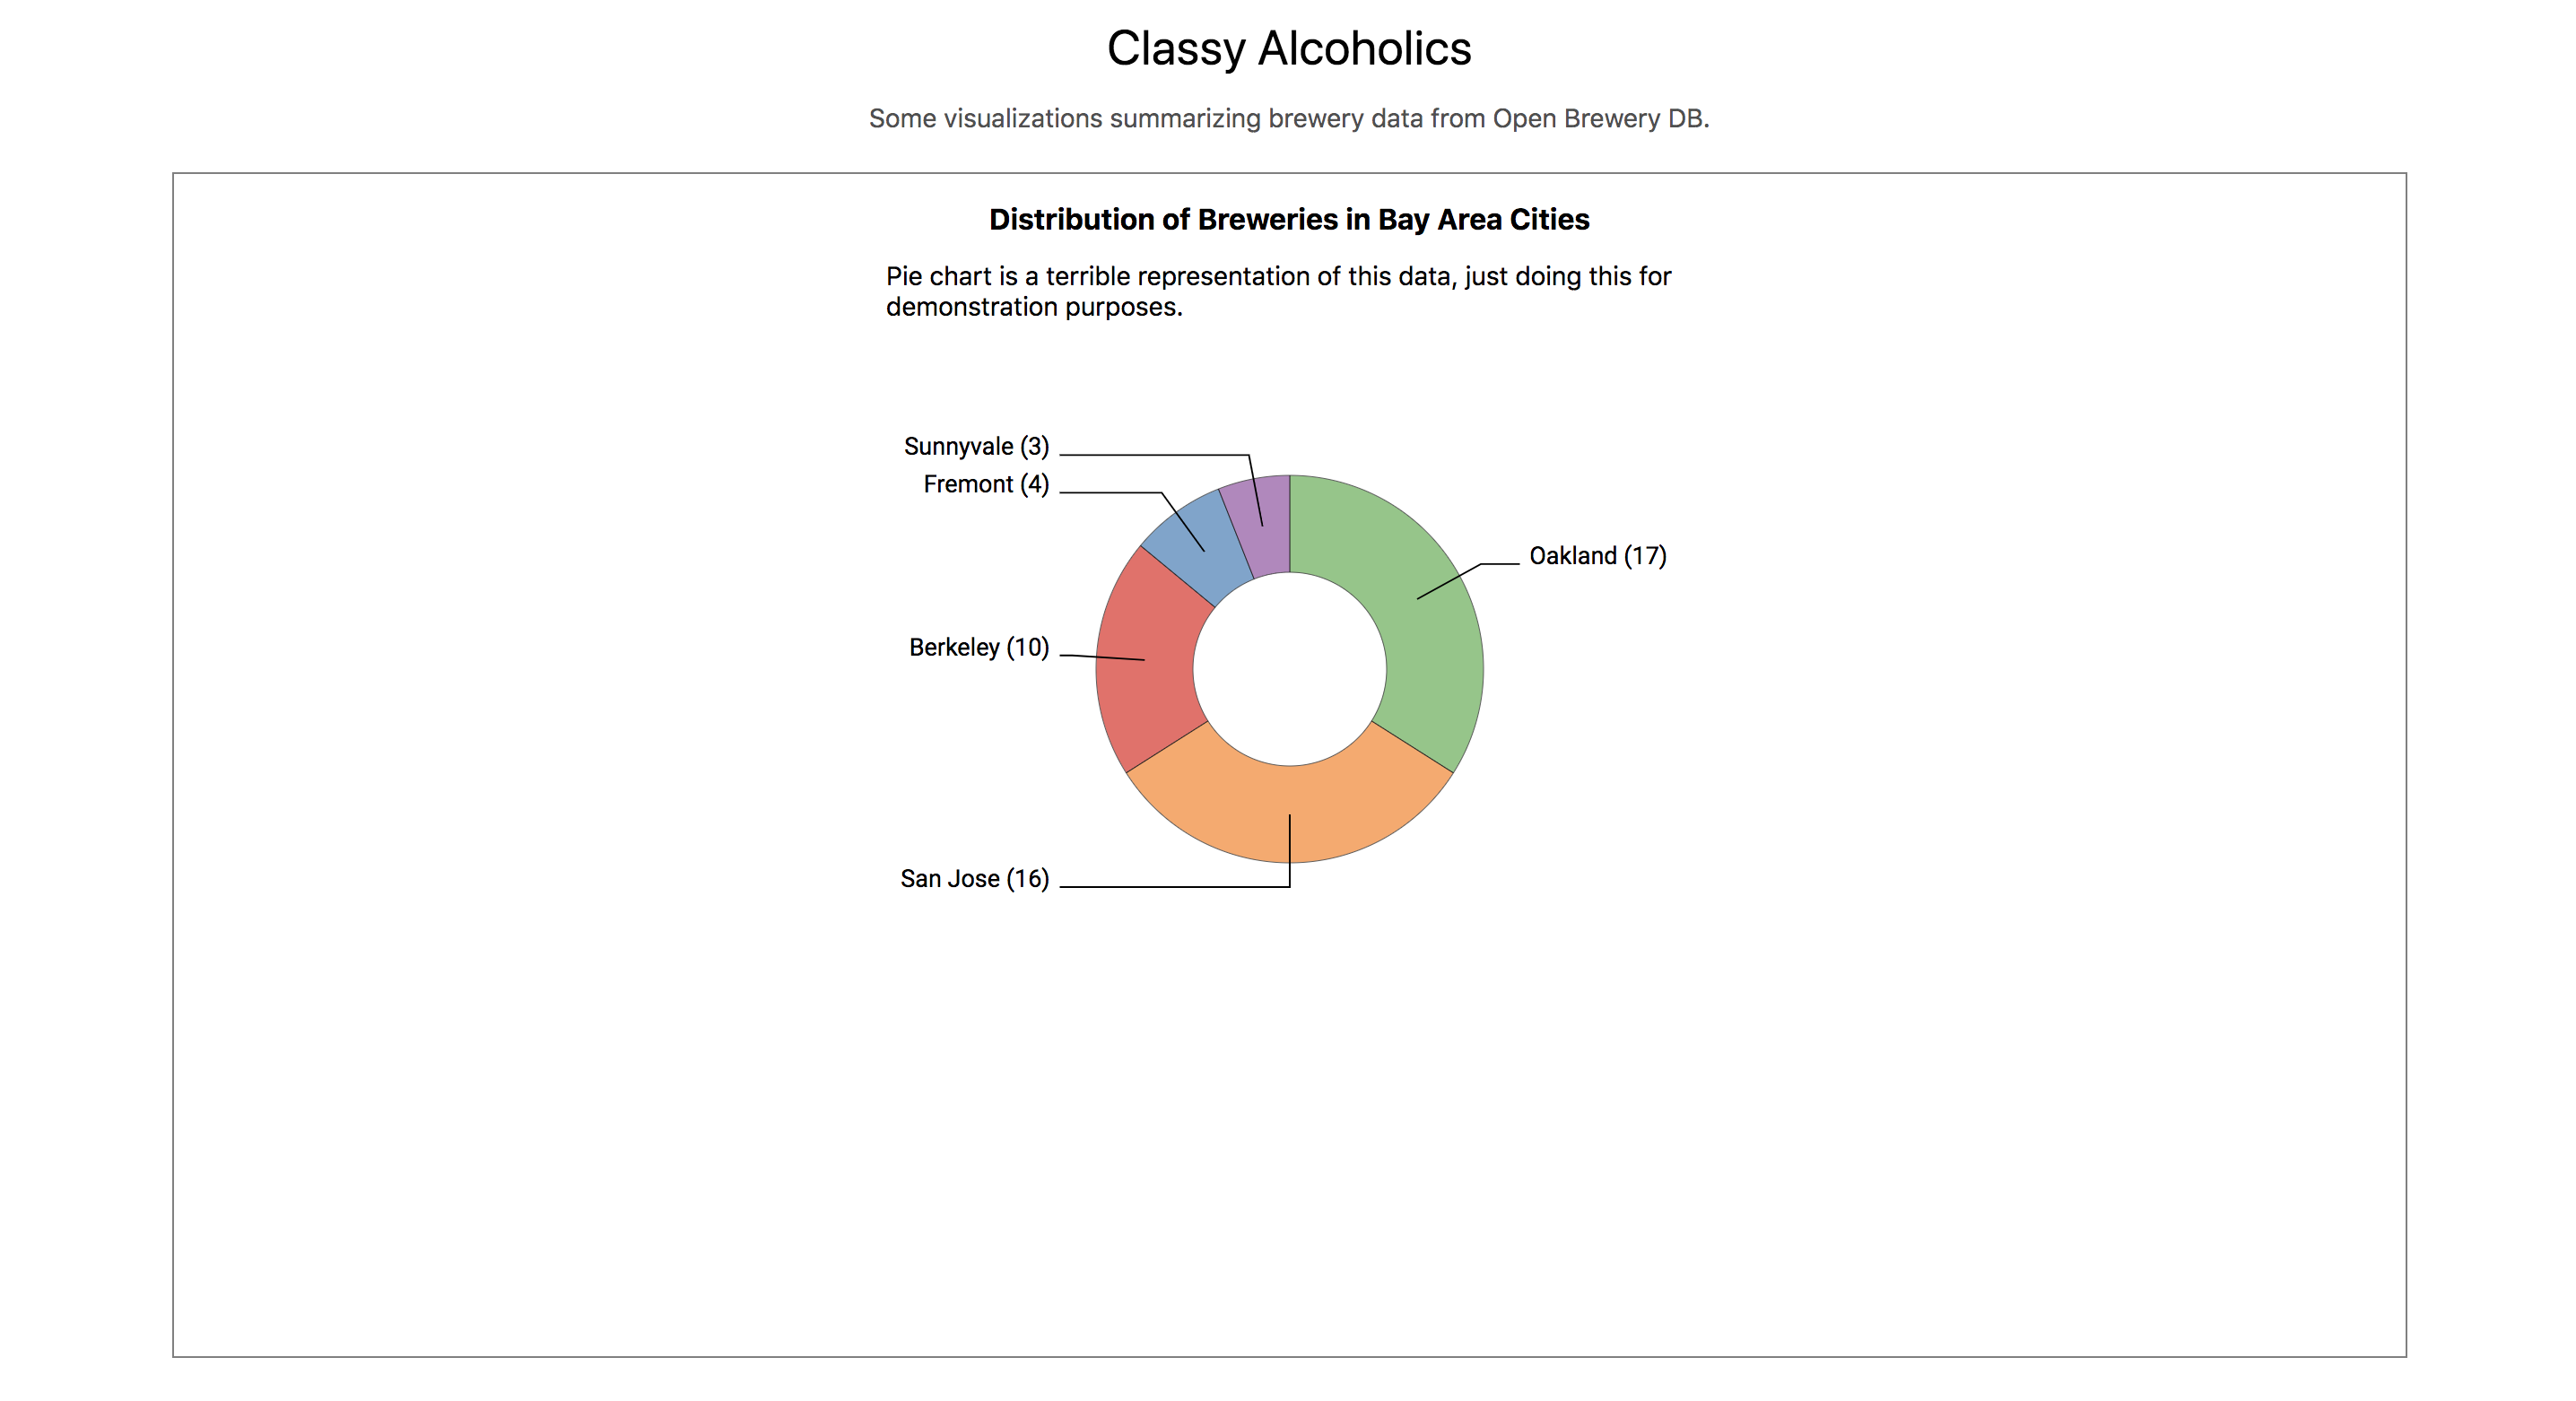 Classy Alcoholics
Some visualizations summarizing brewery data from Open Brewery DB.
Distribution of Breweries in Bay Area Cities
Pie chart is a terrible representation of this data, just doing this for
demonstration purposes.
Sunnyvale (3)
Fremont (4)
Oakland (17)
Berkeley (10)
San Jose (16)